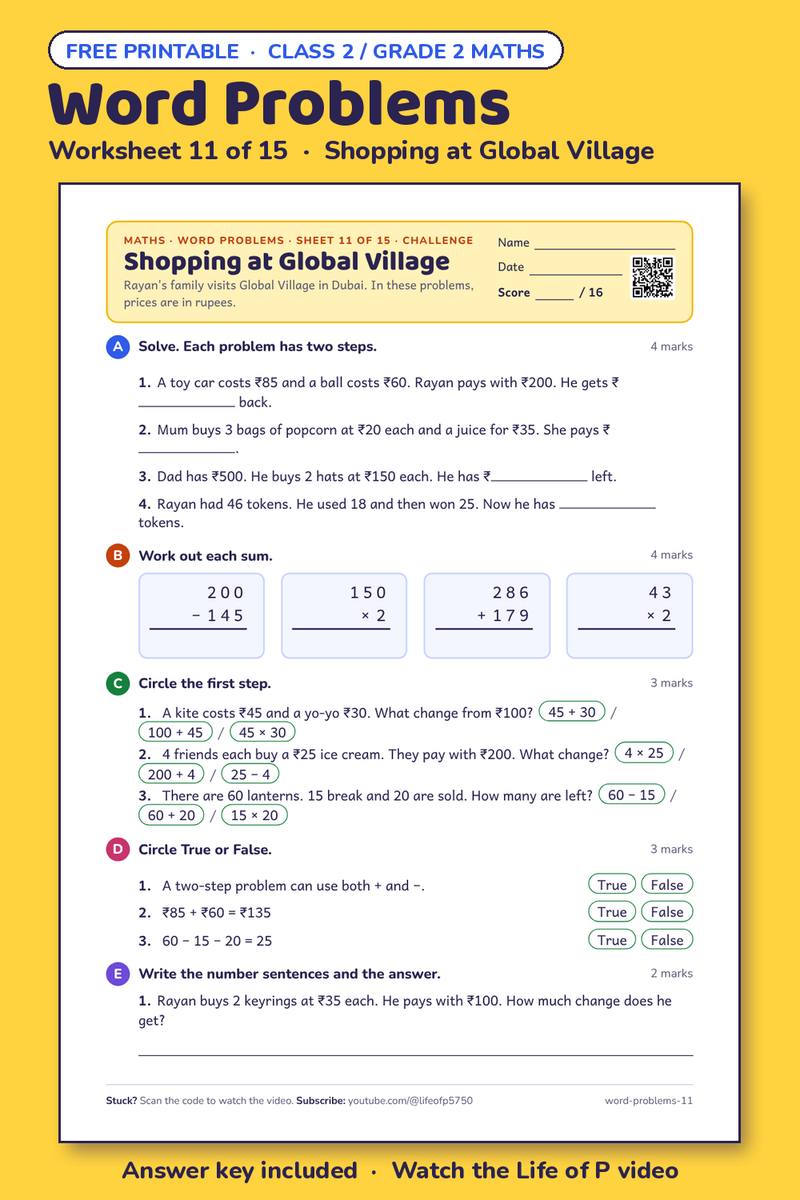 FREE PRINTABLE · CLASS 2 / GRADE 2 MATHS
Word Problems
Worksheet 11 of 15 · Shopping at Global Village
MATHS · WORD PROBLEMS · SHEET 11 OF 15 · CHALLENGE
Shopping at Global Village
Rayan's family visits Global Village in Dubai. In these problems,
prices are in rupees.
Name
Date
Score ______ / 16
A Solve. Each problem has two steps. 4 marks
1. A toy car costs ₹85 and a ball costs ₹60. Rayan pays with ₹200. He gets ₹
______ back.
2. Mum buys 3 bags of popcorn at ₹20 each and a juice for ₹35. She pays ₹
______.
3. Dad has ₹500. He buys 2 hats at ₹150 each. He has ₹______ left.
4. Rayan had 46 tokens. He used 18 and then won 25. Now he has ______
tokens.
B Work out each sum. 4 marks
200 150 286 43
− 145 × 2 + 179 × 2
C Circle the first step. 3 marks
1. A kite costs ₹45 and a yo-yo ₹30. What change from ₹100? 45 + 30 /
100 + 45 / 45 × 30
2. 4 friends each buy a ₹25 ice cream. They pay with ₹200. What change? 4 × 25 /
200 + 4 / 25 − 4
3. There are 60 lanterns. 15 break and 20 are sold. How many are left? 60 − 15 /
60 + 20 / 15 × 20
D Circle True or False. 3 marks
1. A two-step problem can use both + and −. True False
2. ₹85 + ₹60 = ₹135 True False
3. 60 − 15 − 20 = 25 True False
E Write the number sentences and the answer. 2 marks
1. Rayan buys 2 keyrings at ₹35 each. He pays with ₹100. How much change does he
get?
Stuck? Scan the code to watch the video. Subscribe: youtube.com/@lifeofp5750 word-problems-11
Answer key included · Watch the Life of P video